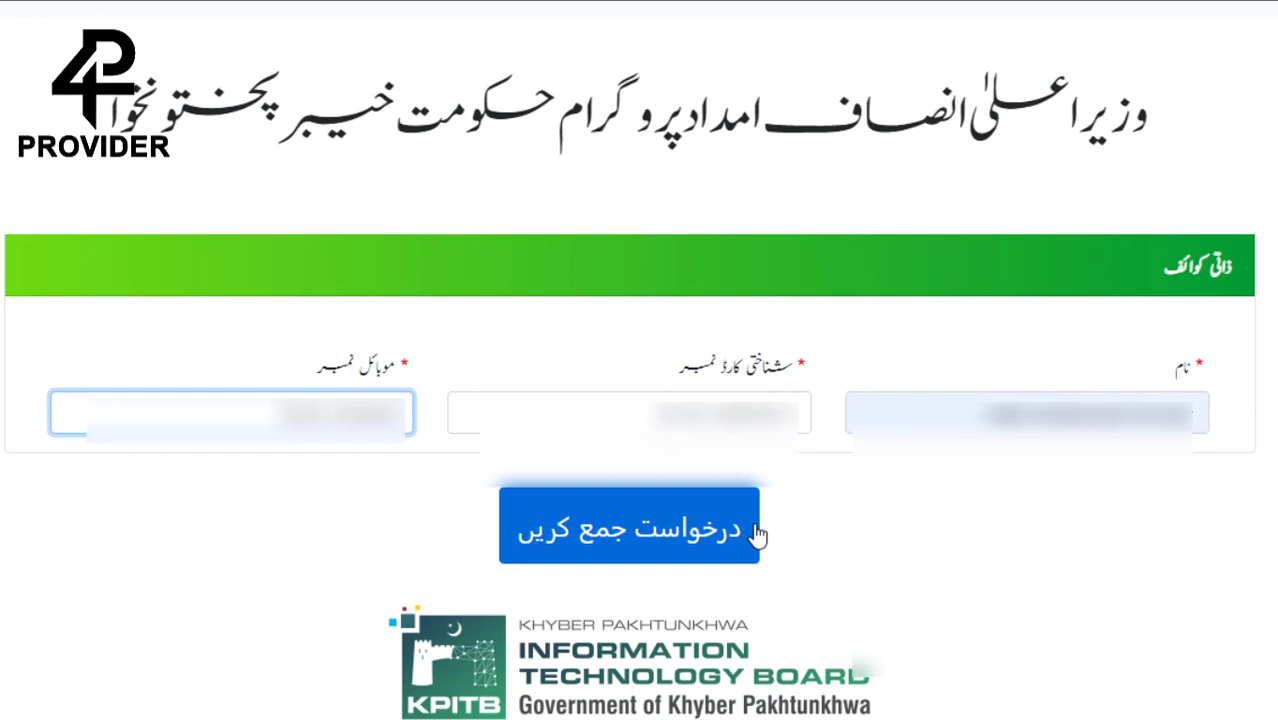 4P
PROVIDER
وزیراعلیٰ انصاف امداد پروگرام حکومت خیبر پختونخوا
ذاتی کوائف
* نام
* شناختی کارڈ نمبر
* موبائل نمبر
درخواست جمع کریں
KHYBER PAKHTUNKHWA
INFORMATION
TECHNOLOGY BOARD
Government of Khyber Pakhtunkhwa
KPITB